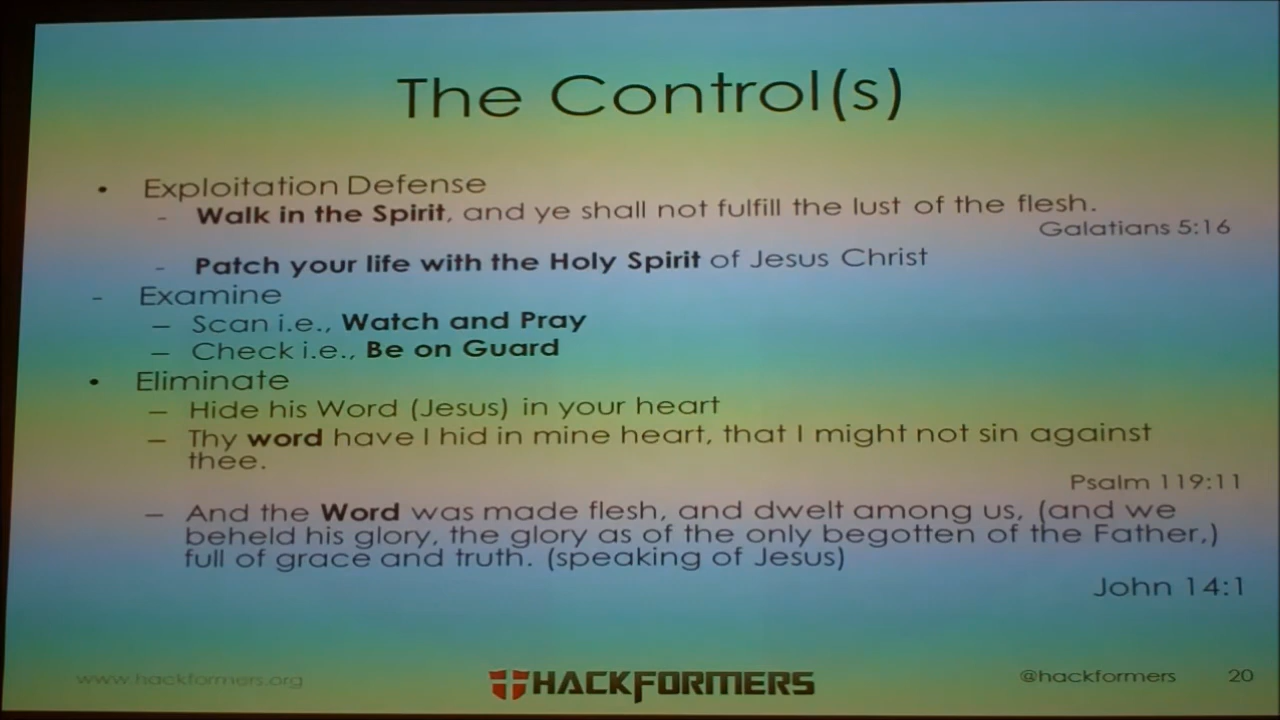 The Control(s)
• Exploitation Defense
- Walk in the Spirit, and ye shall not fulfill the lust of the flesh.
Galatians 5:16
- Patch your life with the Holy Spirit of Jesus Christ
- Examine
– Scan i.e., Watch and Pray
– Check i.e., Be on Guard
• Eliminate
– Hide his Word (Jesus) in your heart
– Thy word have I hid in mine heart, that I might not sin against
thee.
Psalm 119:11
– And the Word was made flesh, and dwelt among us, (and we
beheld his glory, the glory as of the only begotten of the Father,)
full of grace and truth. (speaking of Jesus)
John 14:1
www.hackformers.org
HACKFORMERS
@hackformers
20